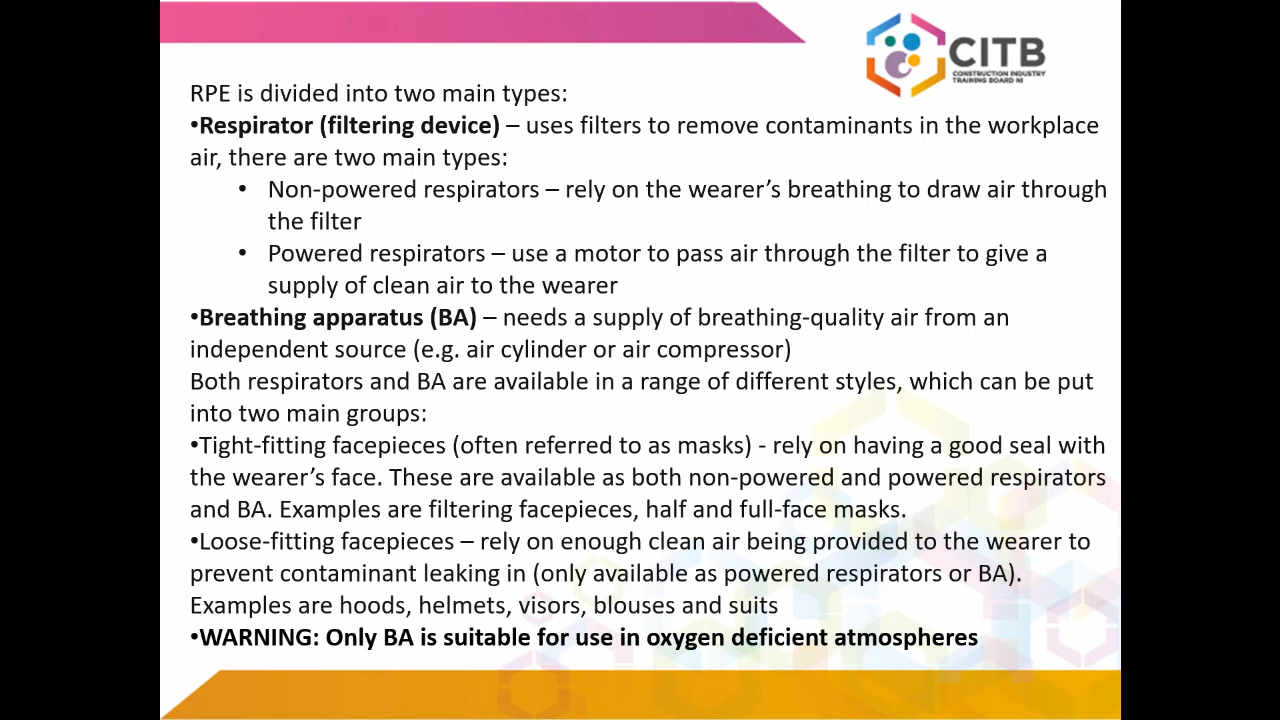 CITB
CONSTRUCTION INDUSTRY
TRAINING BOARD NI
RPE is divided into two main types:
•Respirator (filtering device) – uses filters to remove contaminants in the workplace
air, there are two main types:
• Non-powered respirators – rely on the wearer’s breathing to draw air through
the filter
• Powered respirators – use a motor to pass air through the filter to give a
supply of clean air to the wearer
•Breathing apparatus (BA) – needs a supply of breathing-quality air from an
independent source (e.g. air cylinder or air compressor)
Both respirators and BA are available in a range of different styles, which can be put
into two main groups:
•Tight-fitting facepieces (often referred to as masks) - rely on having a good seal with
the wearer’s face. These are available as both non-powered and powered respirators
and BA. Examples are filtering facepieces, half and full-face masks.
•Loose-fitting facepieces – rely on enough clean air being provided to the wearer to
prevent contaminant leaking in (only available as powered respirators or BA).
Examples are hoods, helmets, visors, blouses and suits
•WARNING: Only BA is suitable for use in oxygen deficient atmospheres